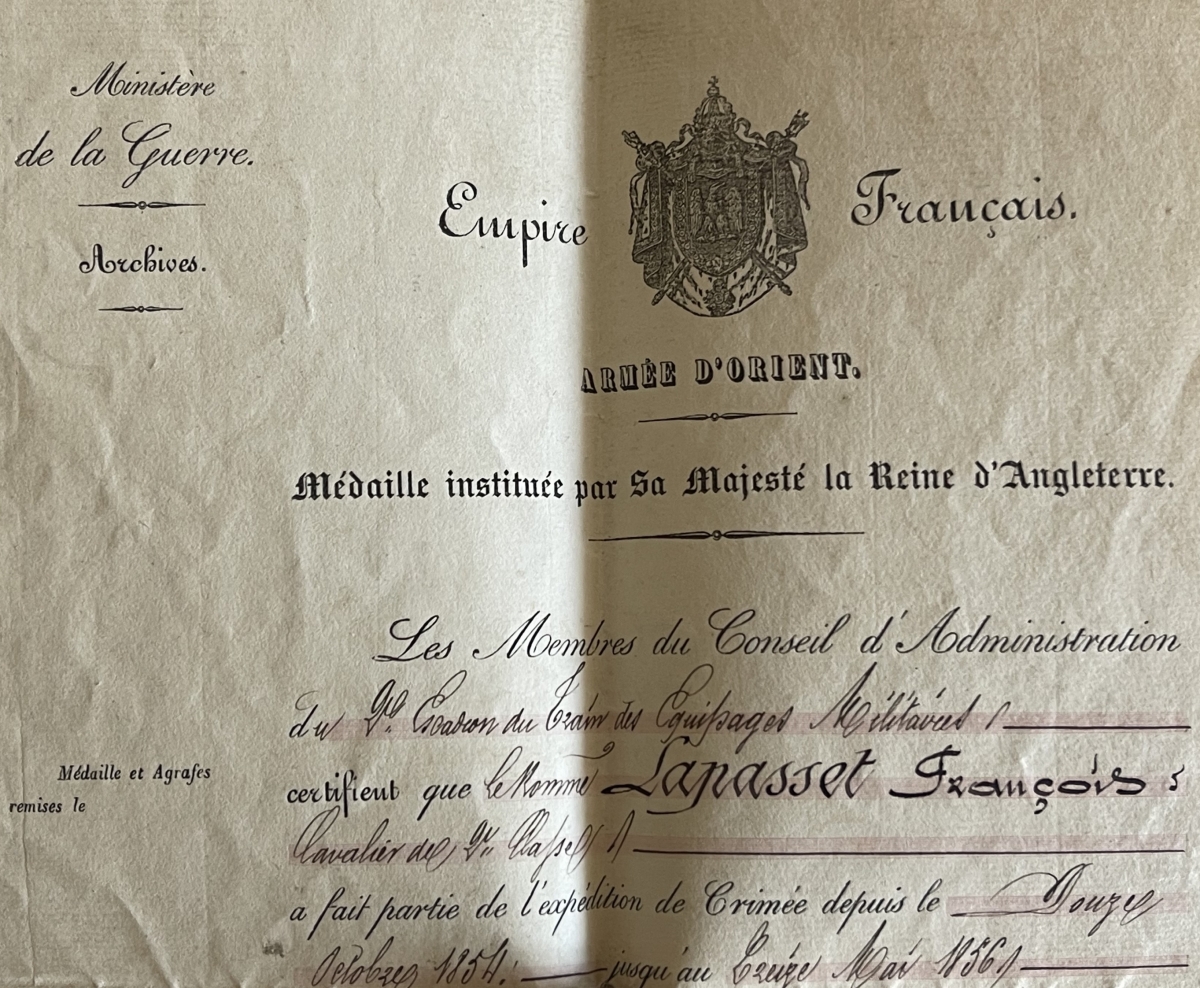 Ministère
de la Guerre.
Archives.
Empire Français.
ARMÉE D'ORIENT.
Médaille instituée par Sa Majesté la Reine d'Angleterre.
Les Membres du Conseil d'Administration
du 2e. Escadron du Train des Equipages Militaires
certifient que le Nommé Lapasset François
Cavalier de 2e Classe
a fait partie de l'expédition de Crimée depuis le Douze
Octobre 1854. jusqu'au Treize Mai 1856
Médaille et Agrafes
remises le